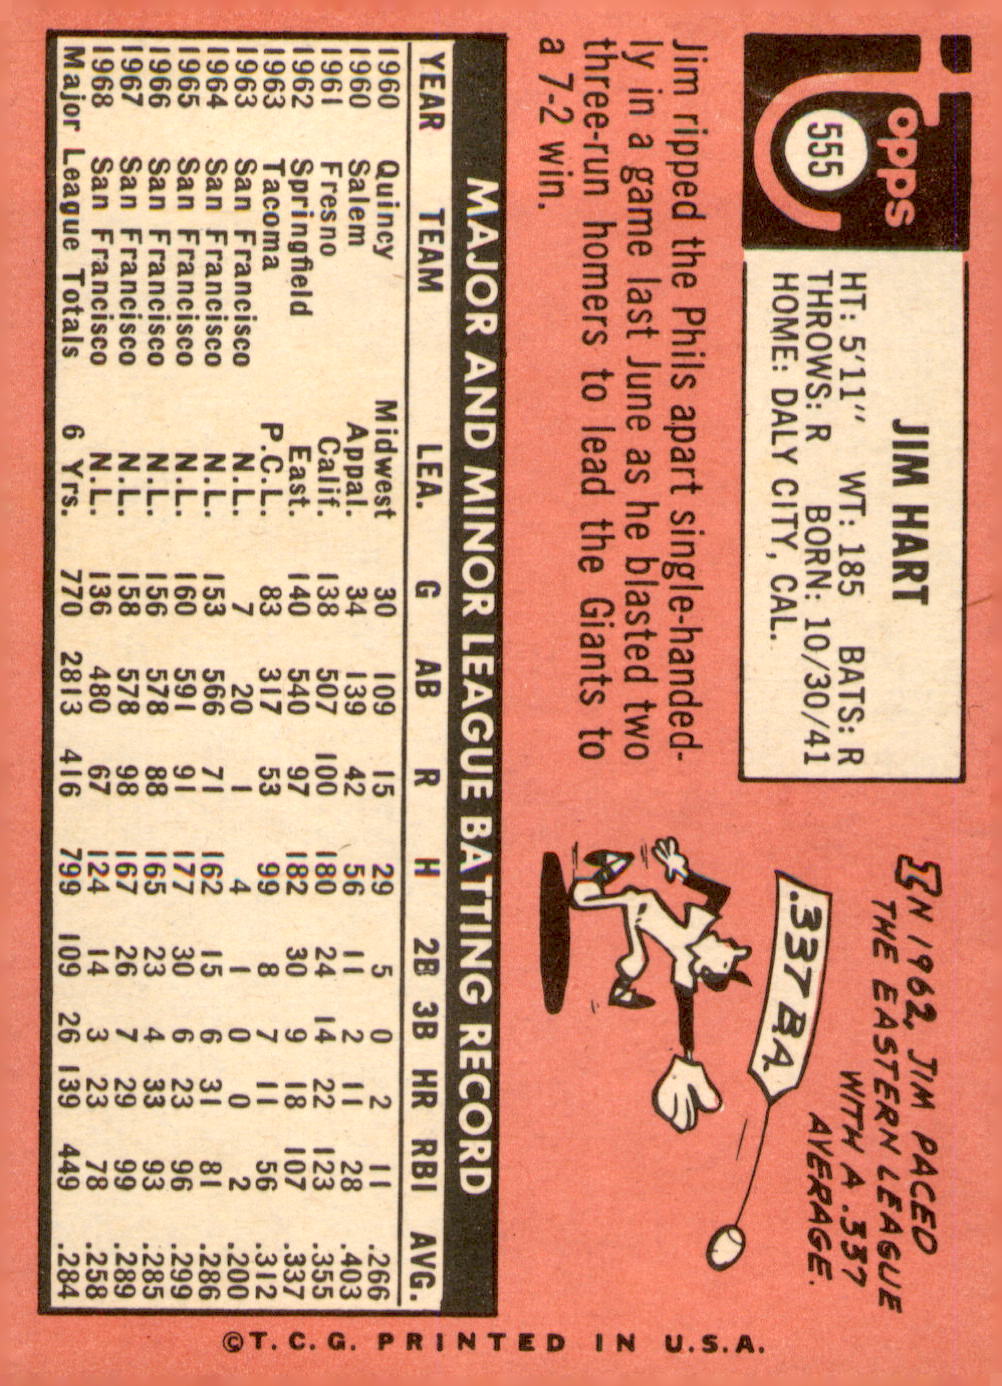 Topps
555
JIM HART
HT: 5'11" WT: 185 BATS: R
THROWS: R BORN: 10/30/41
HOME: DALY CITY, CAL.
Jim ripped the Phils apart single-handed-
ly in a game last June as he blasted two
three-run homers to lead the Giants to
a 7-2 win.
IN 1962, JIM PACED
THE EASTERN LEAGUE
WITH A .337
AVERAGE.
.337 B.A.
MAJOR AND MINOR LEAGUE BATTING RECORD
YEAR TEAM LEA. G AB R H 2B 3B HR RBI AVG.
1960 Quincy Midwest 30 109 15 29 5 0 2 11 .266
1960 Salem Appal. 34 139 42 56 11 2 11 28 .403
1961 Fresno Calif. 138 507 100 180 24 14 22 123 .355
1962 Springfield East. 140 540 97 182 30 9 18 107 .337
1963 Tacoma P.C.L. 83 317 53 99 8 7 11 56 .312
1963 San Francisco N.L. 7 20 1 4 1 0 0 2 .200
1964 San Francisco N.L. 153 566 71 162 15 6 31 81 .286
1965 San Francisco N.L. 160 591 91 177 30 6 23 96 .299
1966 San Francisco N.L. 156 578 88 165 23 4 33 93 .285
1967 San Francisco N.L. 158 578 98 167 26 7 29 99 .289
1968 San Francisco N.L. 136 480 67 124 14 3 23 78 .258
Major League Totals 6 Yrs. 770 2813 416 799 109 26 139 449 .284
©T.C.G. PRINTED IN U.S.A.